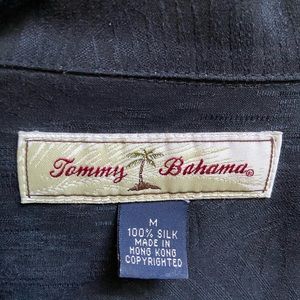 Tommy Bahama®
M
100% SILK
MADE IN
HONG KONG
COPYRIGHTED